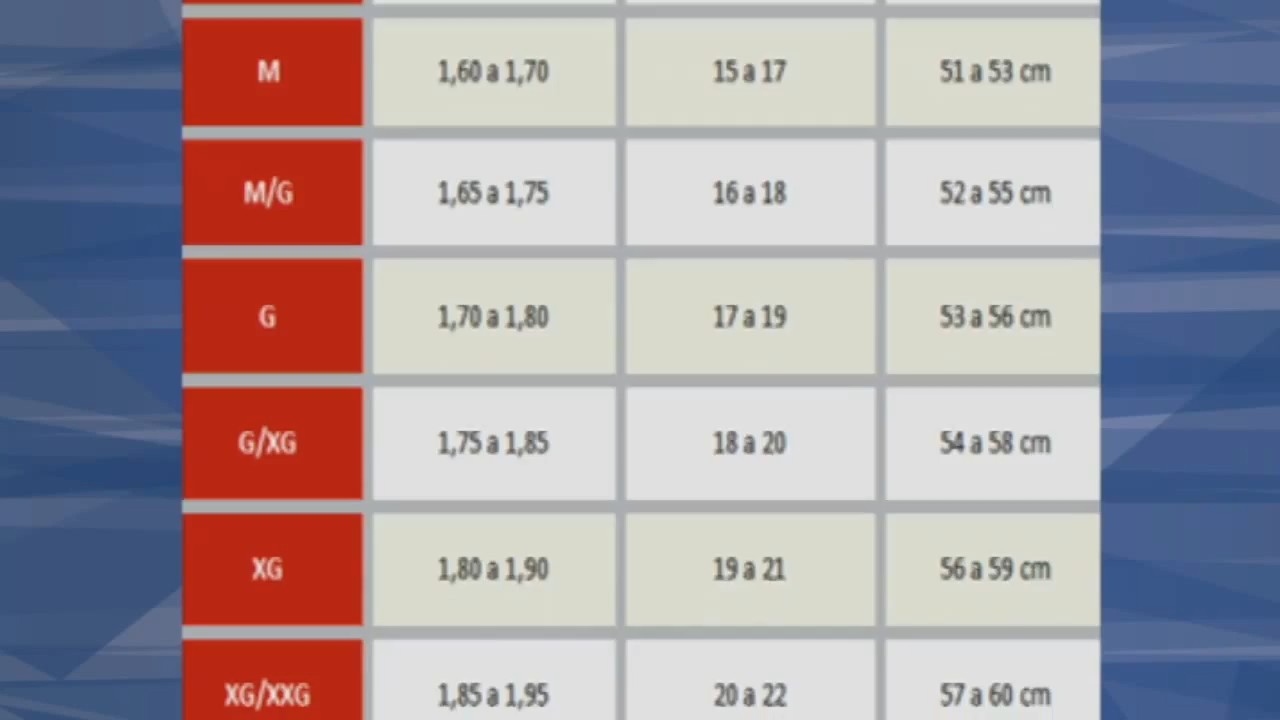 M 1,60 a 1,70 15 a 17 51 a 53 cm
M/G 1,65 a 1,75 16 a 18 52 a 55 cm
G 1,70 a 1,80 17 a 19 53 a 56 cm
G/XG 1,75 a 1,85 18 a 20 54 a 58 cm
XG 1,80 a 1,90 19 a 21 56 a 59 cm
XG/XXG 1,85 a 1,95 20 a 22 57 a 60 cm